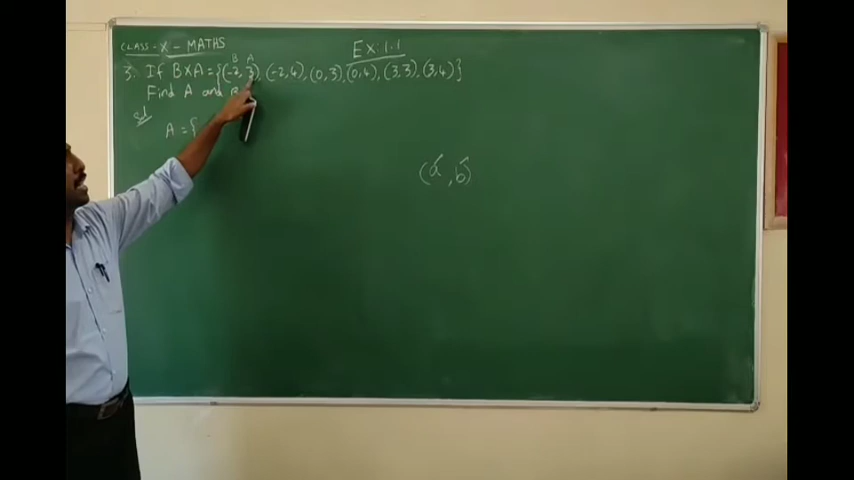 CLASS - X - MATHS
Ex: 1.1
B A
3. If B×A = {(-2,3), (-2,4), (0,3), (0,4), (3,3), (3,4)}
Find A and B
Sol
A = {
(a, b)